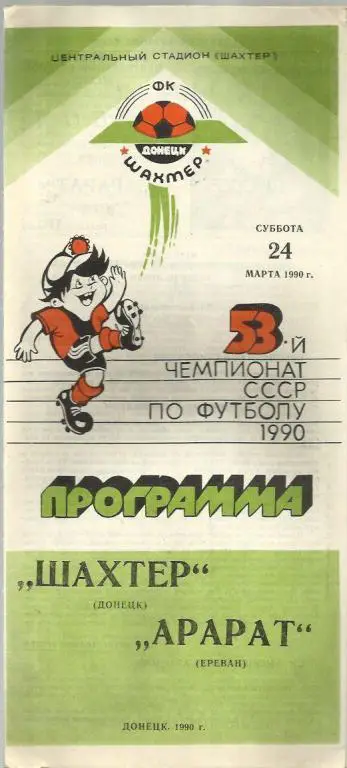 ЦЕНТРАЛЬНЫЙ СТАДИОН «ШАХТЕР»
ФК
ДОНЕЦК
ШАХТЕР
СУББОТА
24
МАРТА 1990 г.
53-Й
ЧЕМПИОНАТ
СССР
ПО ФУТБОЛУ
1990
ПРОГРАММА
„ШАХТЕР“
(ДОНЕЦК)
„АРАРАТ“
(ЕРЕВАН)
ДОНЕЦК. 1990 г.